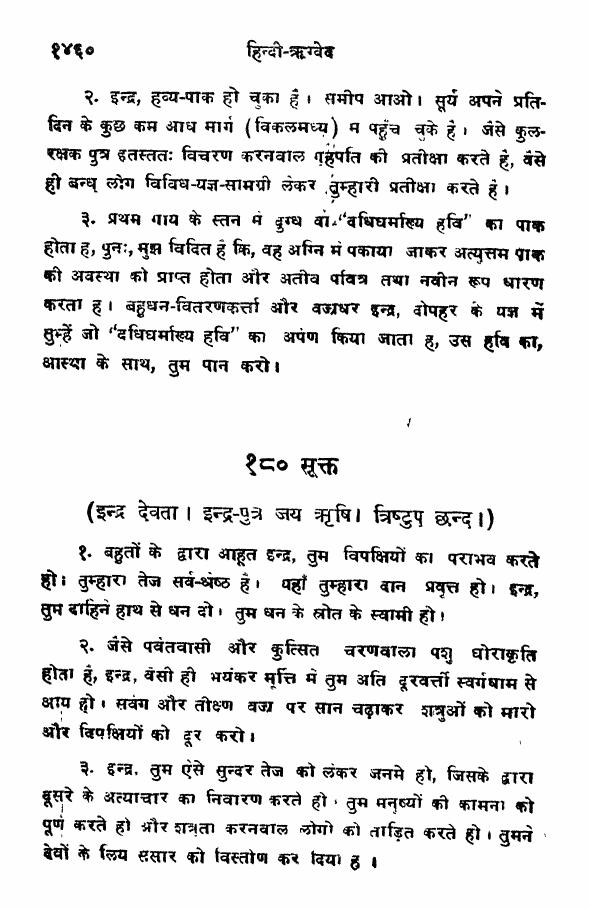 १४६० हिन्दी-ऋग्वेद
२. इन्द्र, हव्य-पाक हो चुका है। समीप आओ। सूर्य अपने प्रति-
दिन के कुछ कम आध मार्ग (विकलमध्य) म पहुँच चुके है। जैसे कुल-
रक्षक पुत्र इतस्ततः विचरण करनवाल गृहपति की प्रतीक्षा करते है, वैसे
ही बन्धु लोग विविध-यज्ञ-सामग्री लेकर तुम्हारी प्रतीक्षा करते है।
३. प्रथम गाय के स्तन म दुग्ध वा "दधिघर्माख्य हवि" का पाक
होता ह, पुनः, मुझ विदित है कि, वह अग्नि म पकाया जाकर अत्युत्तम पाक
की अवस्था को प्राप्त होता और अतीव पवित्र तथा नवीन रूप धारण
करता ह। बहुधन-वितरणकर्त्ता और वज्रधर इन्द्र, दोपहर के यज्ञ में
तुम्हें जो "दधिघर्माख्य हवि" का अर्पण किया जाता ह, उस हवि का,
आस्था के साथ, तुम पान करो।
१८० सूक्त
(इन्द्र देवता। इन्द्र-पुत्र जय ऋषि। त्रिष्टुप् छन्द।)
१. बहुतों के द्वारा आहूत इन्द्र, तुम विपक्षियों का पराभव करते
हो। तुम्हारा तेज सर्व-श्रेष्ठ है। यहाँ तुम्हारा दान प्रवृत्त हो। इन्द्र,
तुम दाहिने हाथ से धन दो। तुम धन के स्रोत के स्वामी हो।
२. जैसे पर्वतवासी और कुत्सित चरणवाला पशु घोराकृति
होता है, इन्द्र, वैसी ही भयंकर मूर्त्ति में तुम अति दूरवर्त्ती स्वर्गधाम से
आय हो। सर्वग और तीक्ष्ण वज्र पर सान चढ़ाकर शत्रुओं को मारो
और विपक्षियों को दूर करो।
३. इन्द्र, तुम ऐसे सुन्दर तेज को लेकर जनमे हो, जिसके द्वारा
दूसरे के अत्याचार का निवारण करते हो। तुम मनुष्यों की कामना को
पूर्ण करते हो और शत्रुता करनवाल लोगो को ताड़ित करते हो। तुमने
देवों के लिय संसार को विस्तीर्ण कर दिया ह।